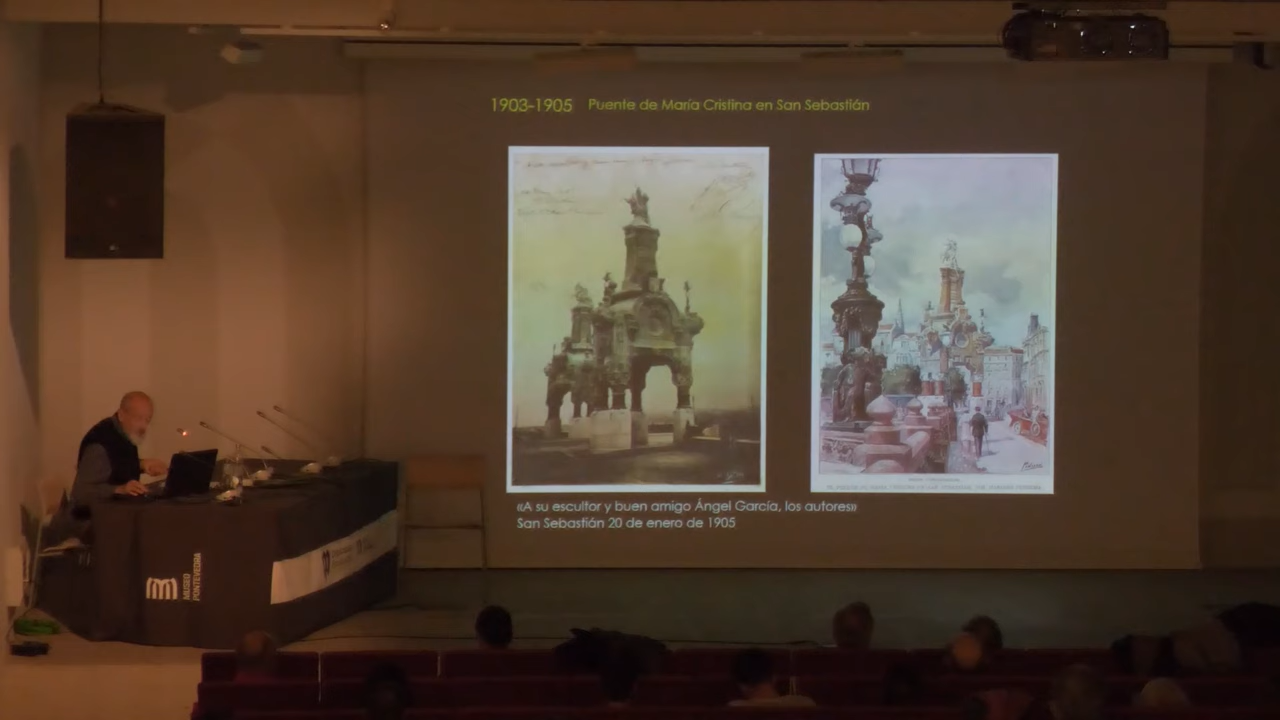 1903-1905 Puente de María Cristina en San Sebastián
«A su escultor y buen amigo Ángel García, los autores»
San Sebastián 20 de enero de 1905
MUSEO
PONTEVEDRA